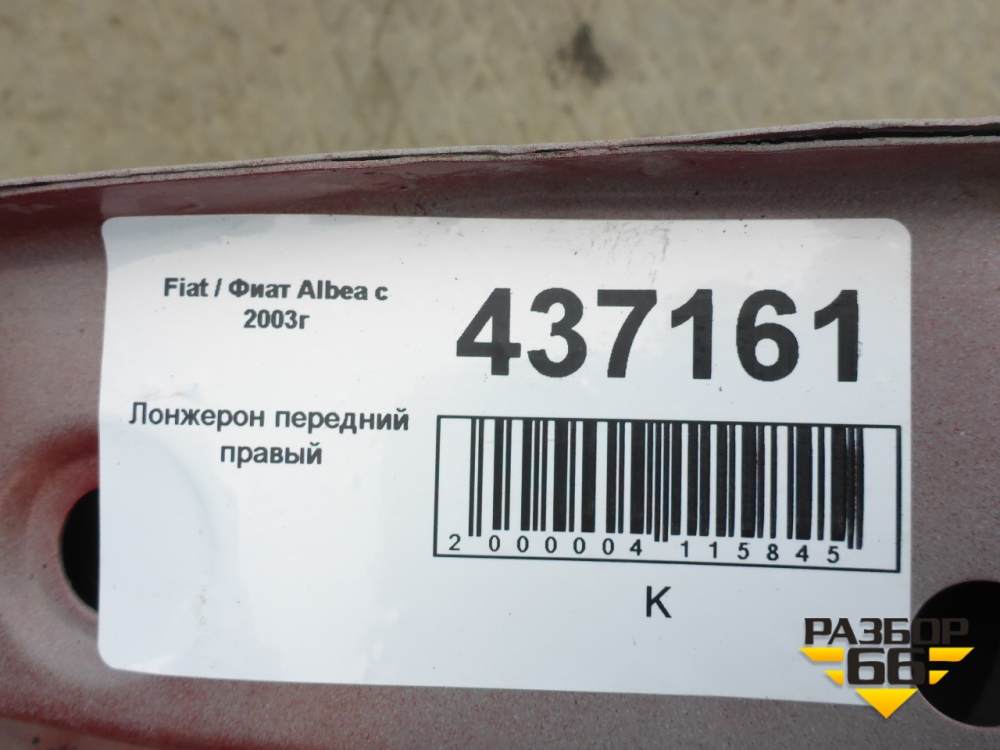 Fiat / Фиат Albea с
2003г
437161
Лонжерон передний
правый
2 000004 115845
К
РАЗБОР
66